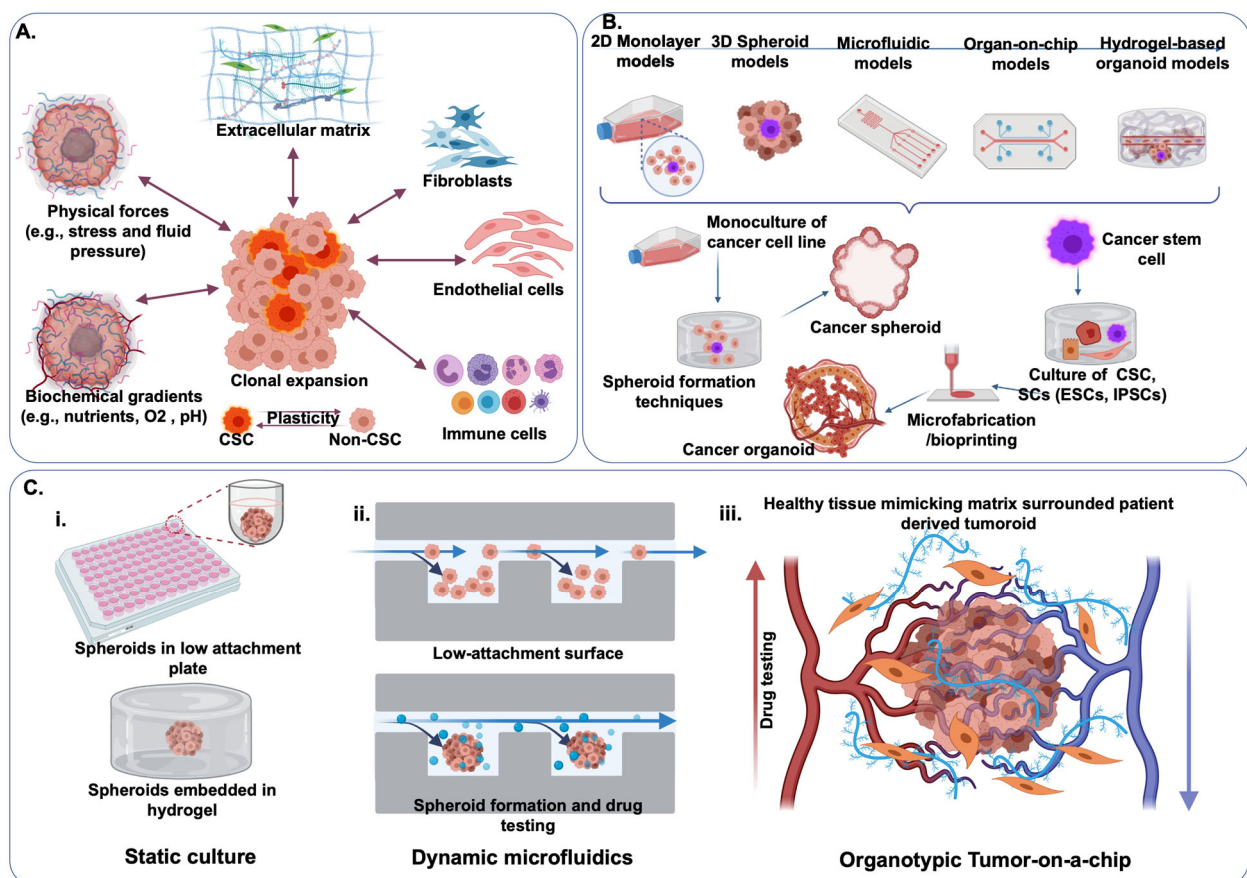 A.
Extracellular matrix
Fibroblasts
Physical forces
(e.g., stress and fluid
pressure)
Endothelial cells
Clonal expansion
Biochemical gradients
(e.g., nutrients, O2 , pH)
Plasticity
CSC
Non-CSC
Immune cells
B.
2D Monolayer
models
3D Spheroid
models
Microfluidic
models
Organ-on-chip
models
Hydrogel-based
organoid models
Monoculture of
cancer cell line
Cancer stem
cell
Cancer spheroid
Spheroid formation
techniques
Culture of CSC,
SCs (ESCs, IPSCs)
Microfabrication
/bioprinting
Cancer organoid
C.
i.
Spheroids in low attachment
plate
Spheroids embedded in
hydrogel
Static culture
ii.
Low-attachment surface
Spheroid formation and drug
testing
Dynamic microfluidics
iii.
Healthy tissue mimicking matrix surrounded patient
derived tumoroid
Drug testing
Organotypic Tumor-on-a-chip